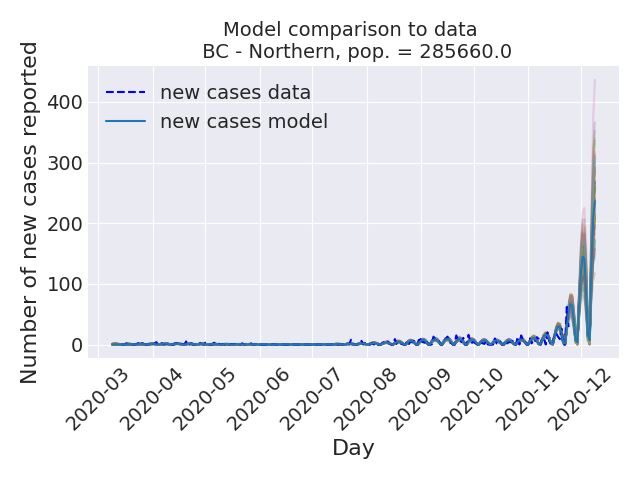 Model comparison to data
BC - Northern, pop. = 285660.0
Number of new cases reported
400
300
200
100
0
new cases data
new cases model
2020-03
2020-04
2020-05
2020-06
2020-07
2020-08
2020-09
2020-10
2020-11
2020-12
Day